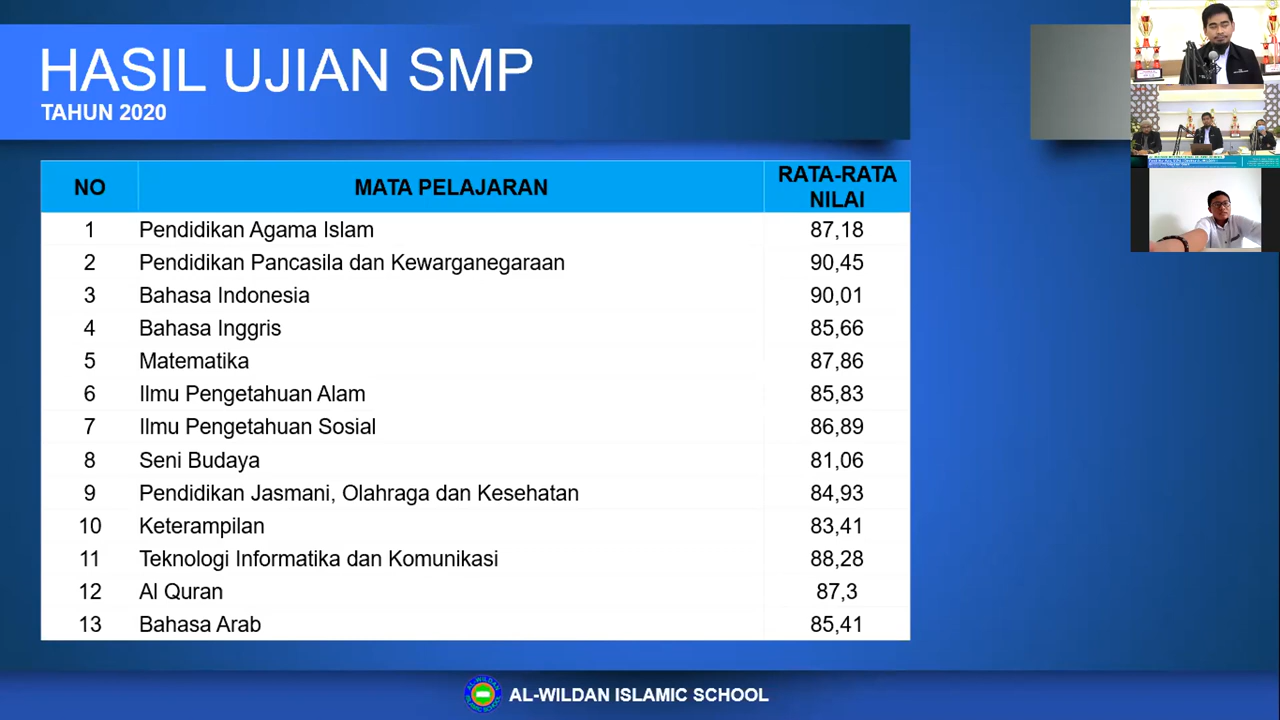 HASIL UJIAN SMP
TAHUN 2020
NO MATA PELAJARAN RATA-RATA NILAI
1 Pendidikan Agama Islam 87,18
2 Pendidikan Pancasila dan Kewarganegaraan 90,45
3 Bahasa Indonesia 90,01
4 Bahasa Inggris 85,66
5 Matematika 87,86
6 Ilmu Pengetahuan Alam 85,83
7 Ilmu Pengetahuan Sosial 86,89
8 Seni Budaya 81,06
9 Pendidikan Jasmani, Olahraga dan Kesehatan 84,93
10 Keterampilan 83,41
11 Teknologi Informatika dan Komunikasi 88,28
12 Al Quran 87,3
13 Bahasa Arab 85,41
AL-WILDAN ISLAMIC SCHOOL